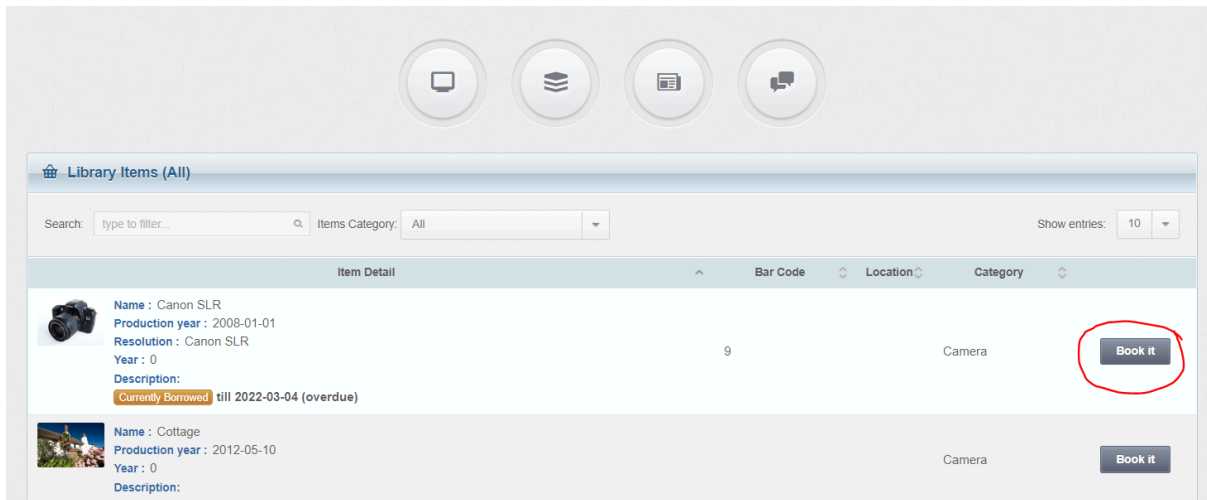 Library Items (All)
Search: type to filter... Items Category: All Show entries: 10
Item Detail Bar Code Location Category
Name : Canon SLR
Production year : 2008-01-01
Resolution : Canon SLR
Year : 0
9 Camera Book it
Description:
Currently Borrowed till 2022-03-04 (overdue)
Name : Cottage
Production year : 2012-05-10
Year : 0
Camera Book it
Description: